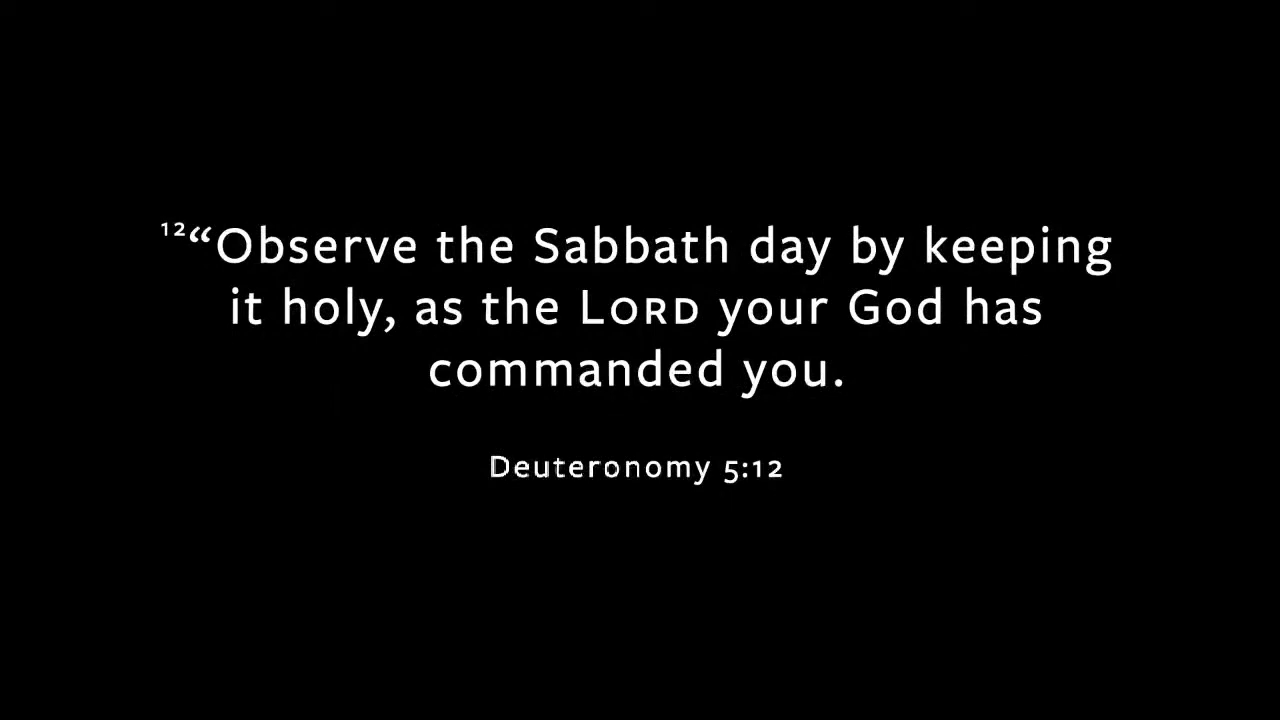 ¹²“Observe the Sabbath day by keeping
it holy, as the LORD your God has
commanded you.
Deuteronomy 5:12